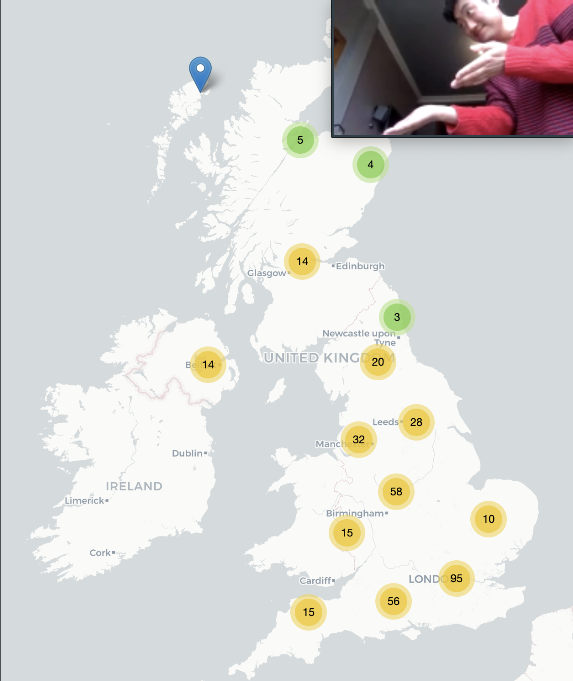 5
4
14
Glasgow
Edinburgh
3
Newcastle upon
Tyne
UNITED KINGD
20
14
Leeds
28
32
Manch
Dublin
IRELAND
58
Limerick
Birmingham
10
15
Cork
Cardiff
LOND
95
56
15